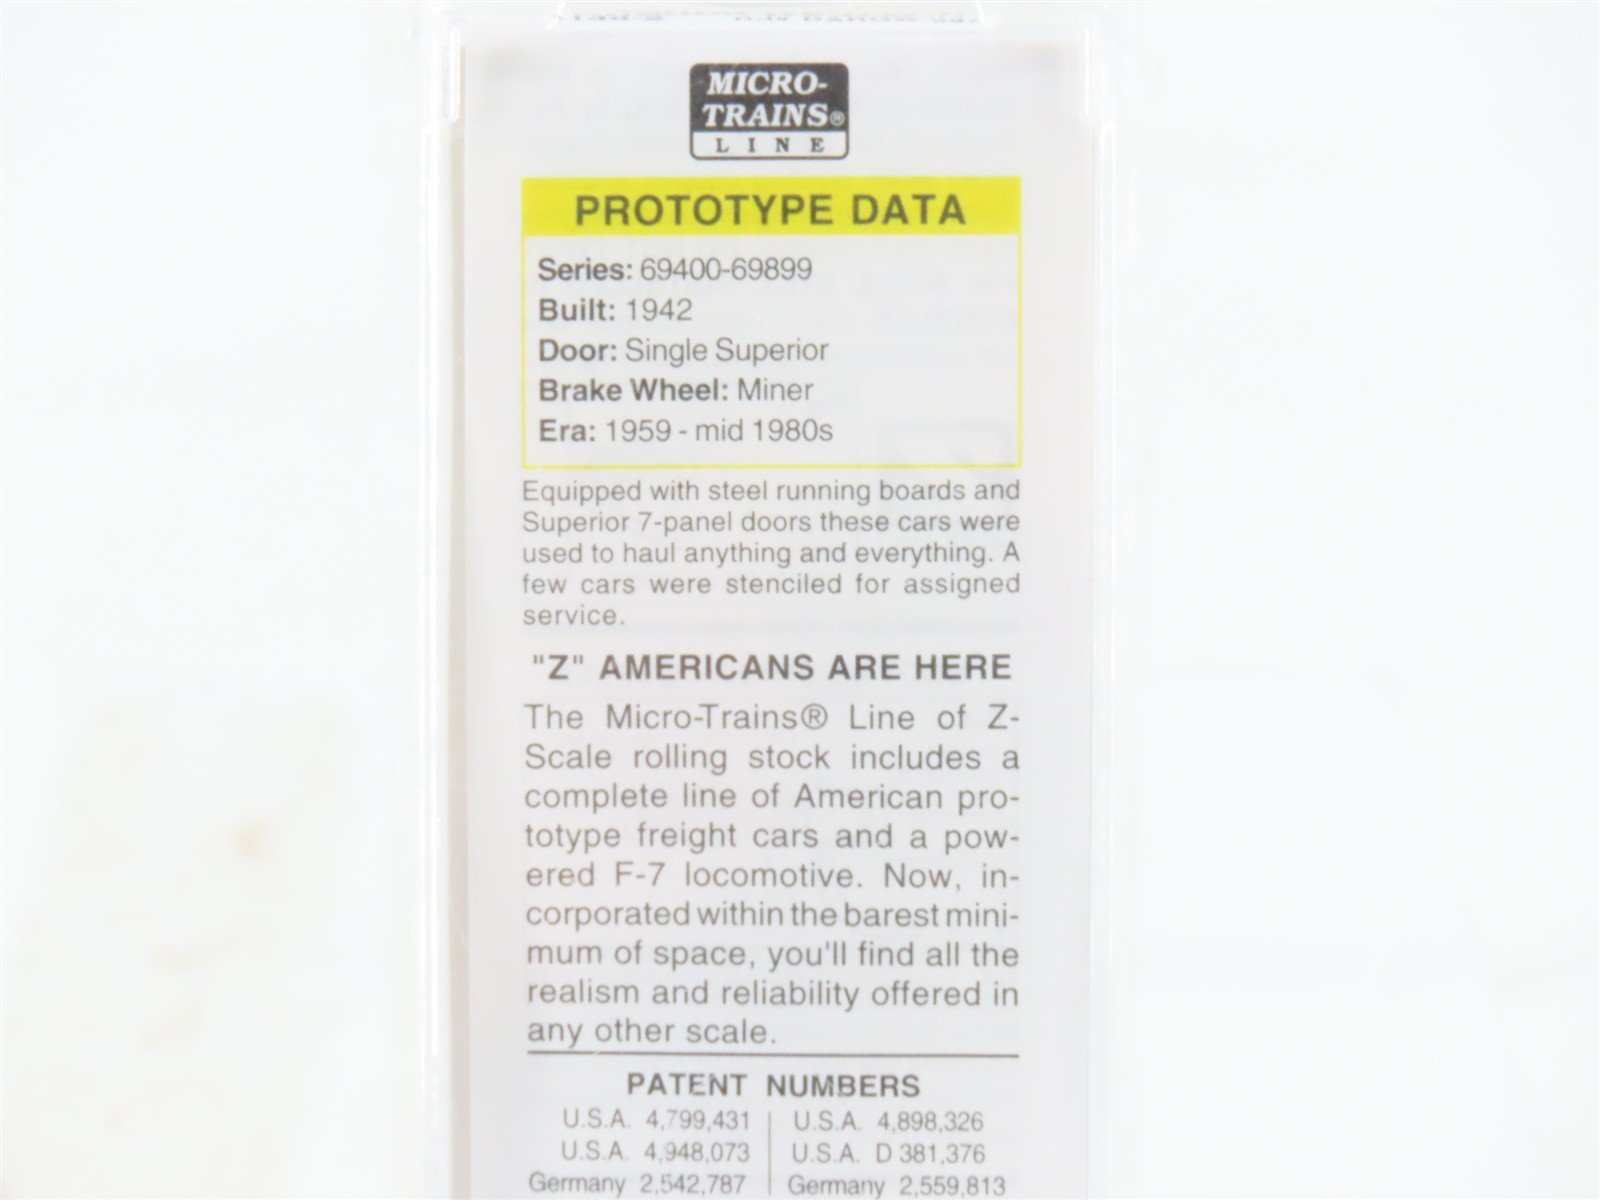 MICRO-
TRAINS®
LINE
PROTOTYPE DATA
Series: 69400-69899
Built: 1942
Door: Single Superior
Brake Wheel: Miner
Era: 1959 - mid 1980s
Equipped with steel running boards and
Superior 7-panel doors these cars were
used to haul anything and everything. A
few cars were stenciled for assigned
service.
"Z" AMERICANS ARE HERE
The Micro-Trains® Line of Z-
Scale rolling stock includes a
complete line of American pro-
totype freight cars and a pow-
ered F-7 locomotive. Now, in-
corporated within the barest mini-
mum of space, you'll find all the
realism and reliability offered in
any other scale.
PATENT NUMBERS
U.S.A. 4,799,431 | U.S.A. 4,898,326
U.S.A. 4,948,073 | U.S.A. D 381,376
Germany 2,542,787 | Germany 2,559,813